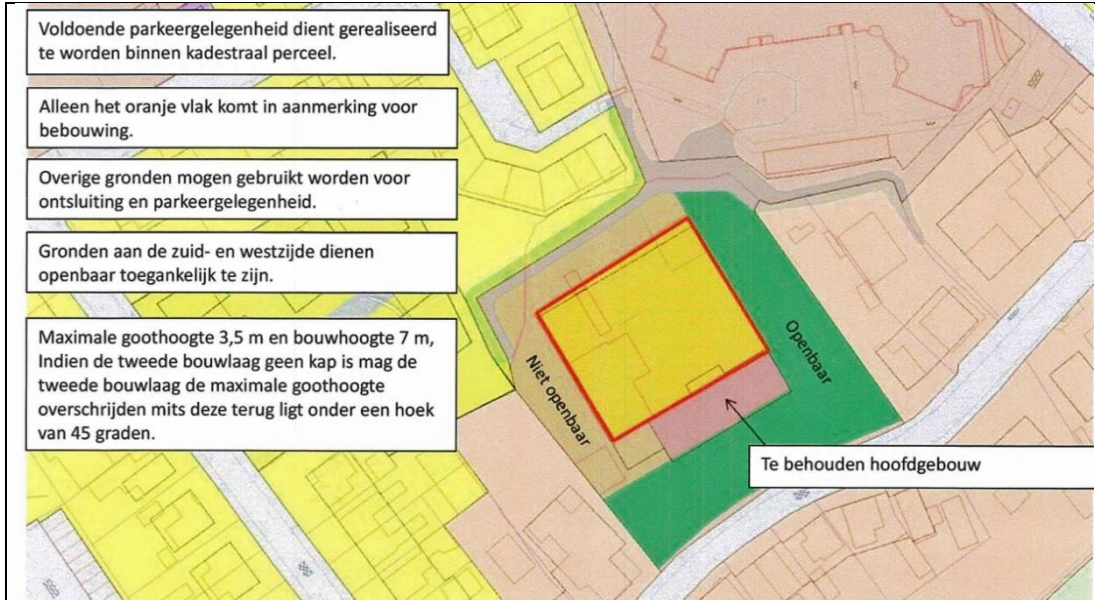 Voldoende parkeergelegenheid dient gerealiseerd
te worden binnen kadestraal perceel.
Alleen het oranje vlak komt in aanmerking voor
bebouwing.
Overige gronden mogen gebruikt worden voor
ontsluiting en parkeergelegenheid.
Gronden aan de zuid- en westzijde dienen
openbaar toegankelijk te zijn.
Maximale goothoogte 3,5 m en bouwhoogte 7 m,
Indien de tweede bouwlaag geen kap is mag de
tweede bouwlaag de maximale goothoogte
overschrijden mits deze terug ligt onder een hoek
van 45 graden.
Niet openbaar
Openbaar
Te behouden hoofdgebouw